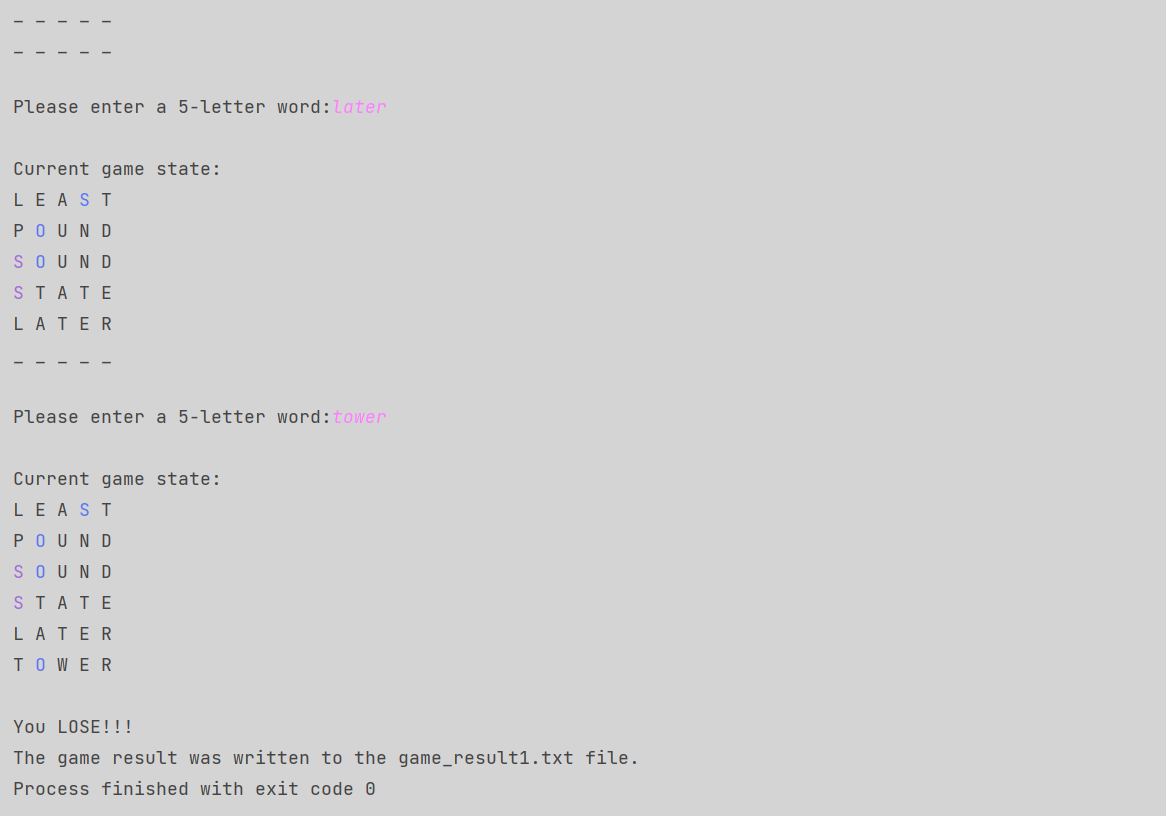 _ _ _ _ _
_ _ _ _ _
Please enter a 5-letter word:later
Current game state:
L E A S T
P O U N D
S O U N D
S T A T E
L A T E R
_ _ _ _ _
Please enter a 5-letter word:tower
Current game state:
L E A S T
P O U N D
S O U N D
S T A T E
L A T E R
T O W E R
You LOSE!!!
The game result was written to the game_result1.txt file.
Process finished with exit code 0